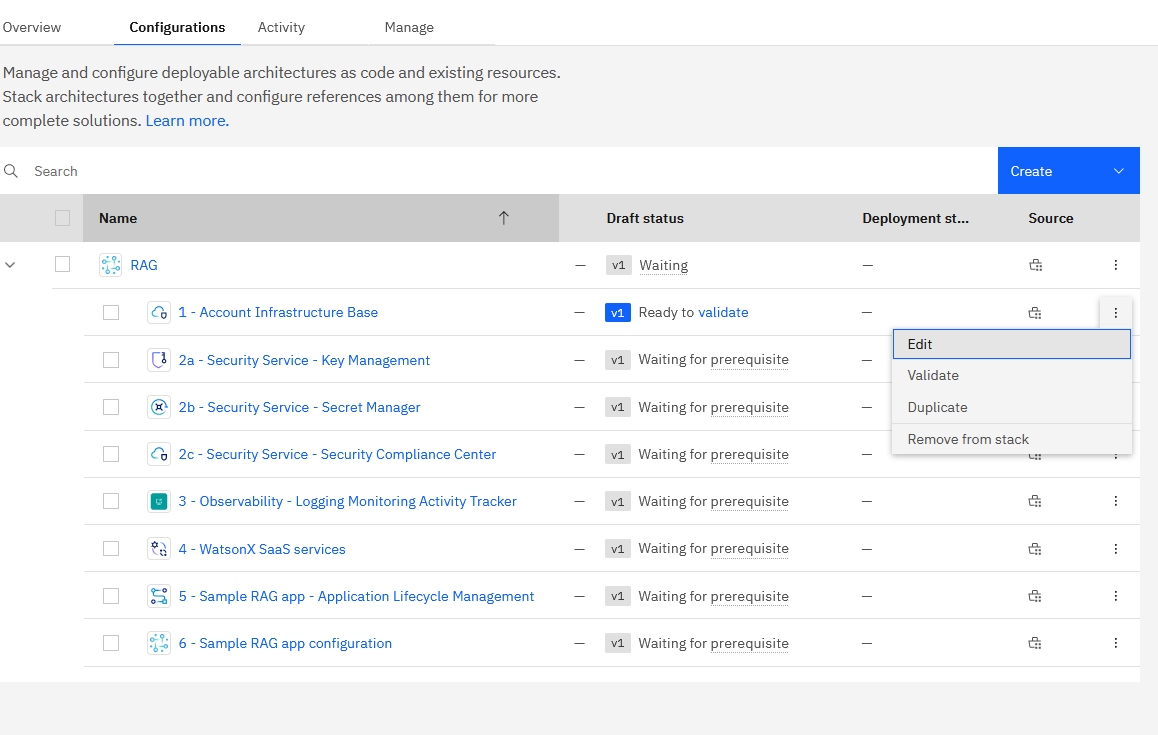 Overview Configurations Activity Manage
Manage and configure deployable architectures as code and existing resources.
Stack architectures together and configure references among them for more
complete solutions. Learn more.
Search Create
Name Draft status Deployment st... Source
RAG — v1 Waiting —
1 - Account Infrastructure Base — v1 Ready to validate —
Edit
2a - Security Service - Key Management — v1 Waiting for prerequisite —
Validate
2b - Security Service - Secret Manager — v1 Waiting for prerequisite —
Duplicate
Remove from stack
2c - Security Service - Security Compliance Center — v1 Waiting for prerequisite —
3 - Observability - Logging Monitoring Activity Tracker — v1 Waiting for prerequisite —
4 - WatsonX SaaS services — v1 Waiting for prerequisite —
5 - Sample RAG app - Application Lifecycle Management — v1 Waiting for prerequisite —
6 - Sample RAG app configuration — v1 Waiting for prerequisite —